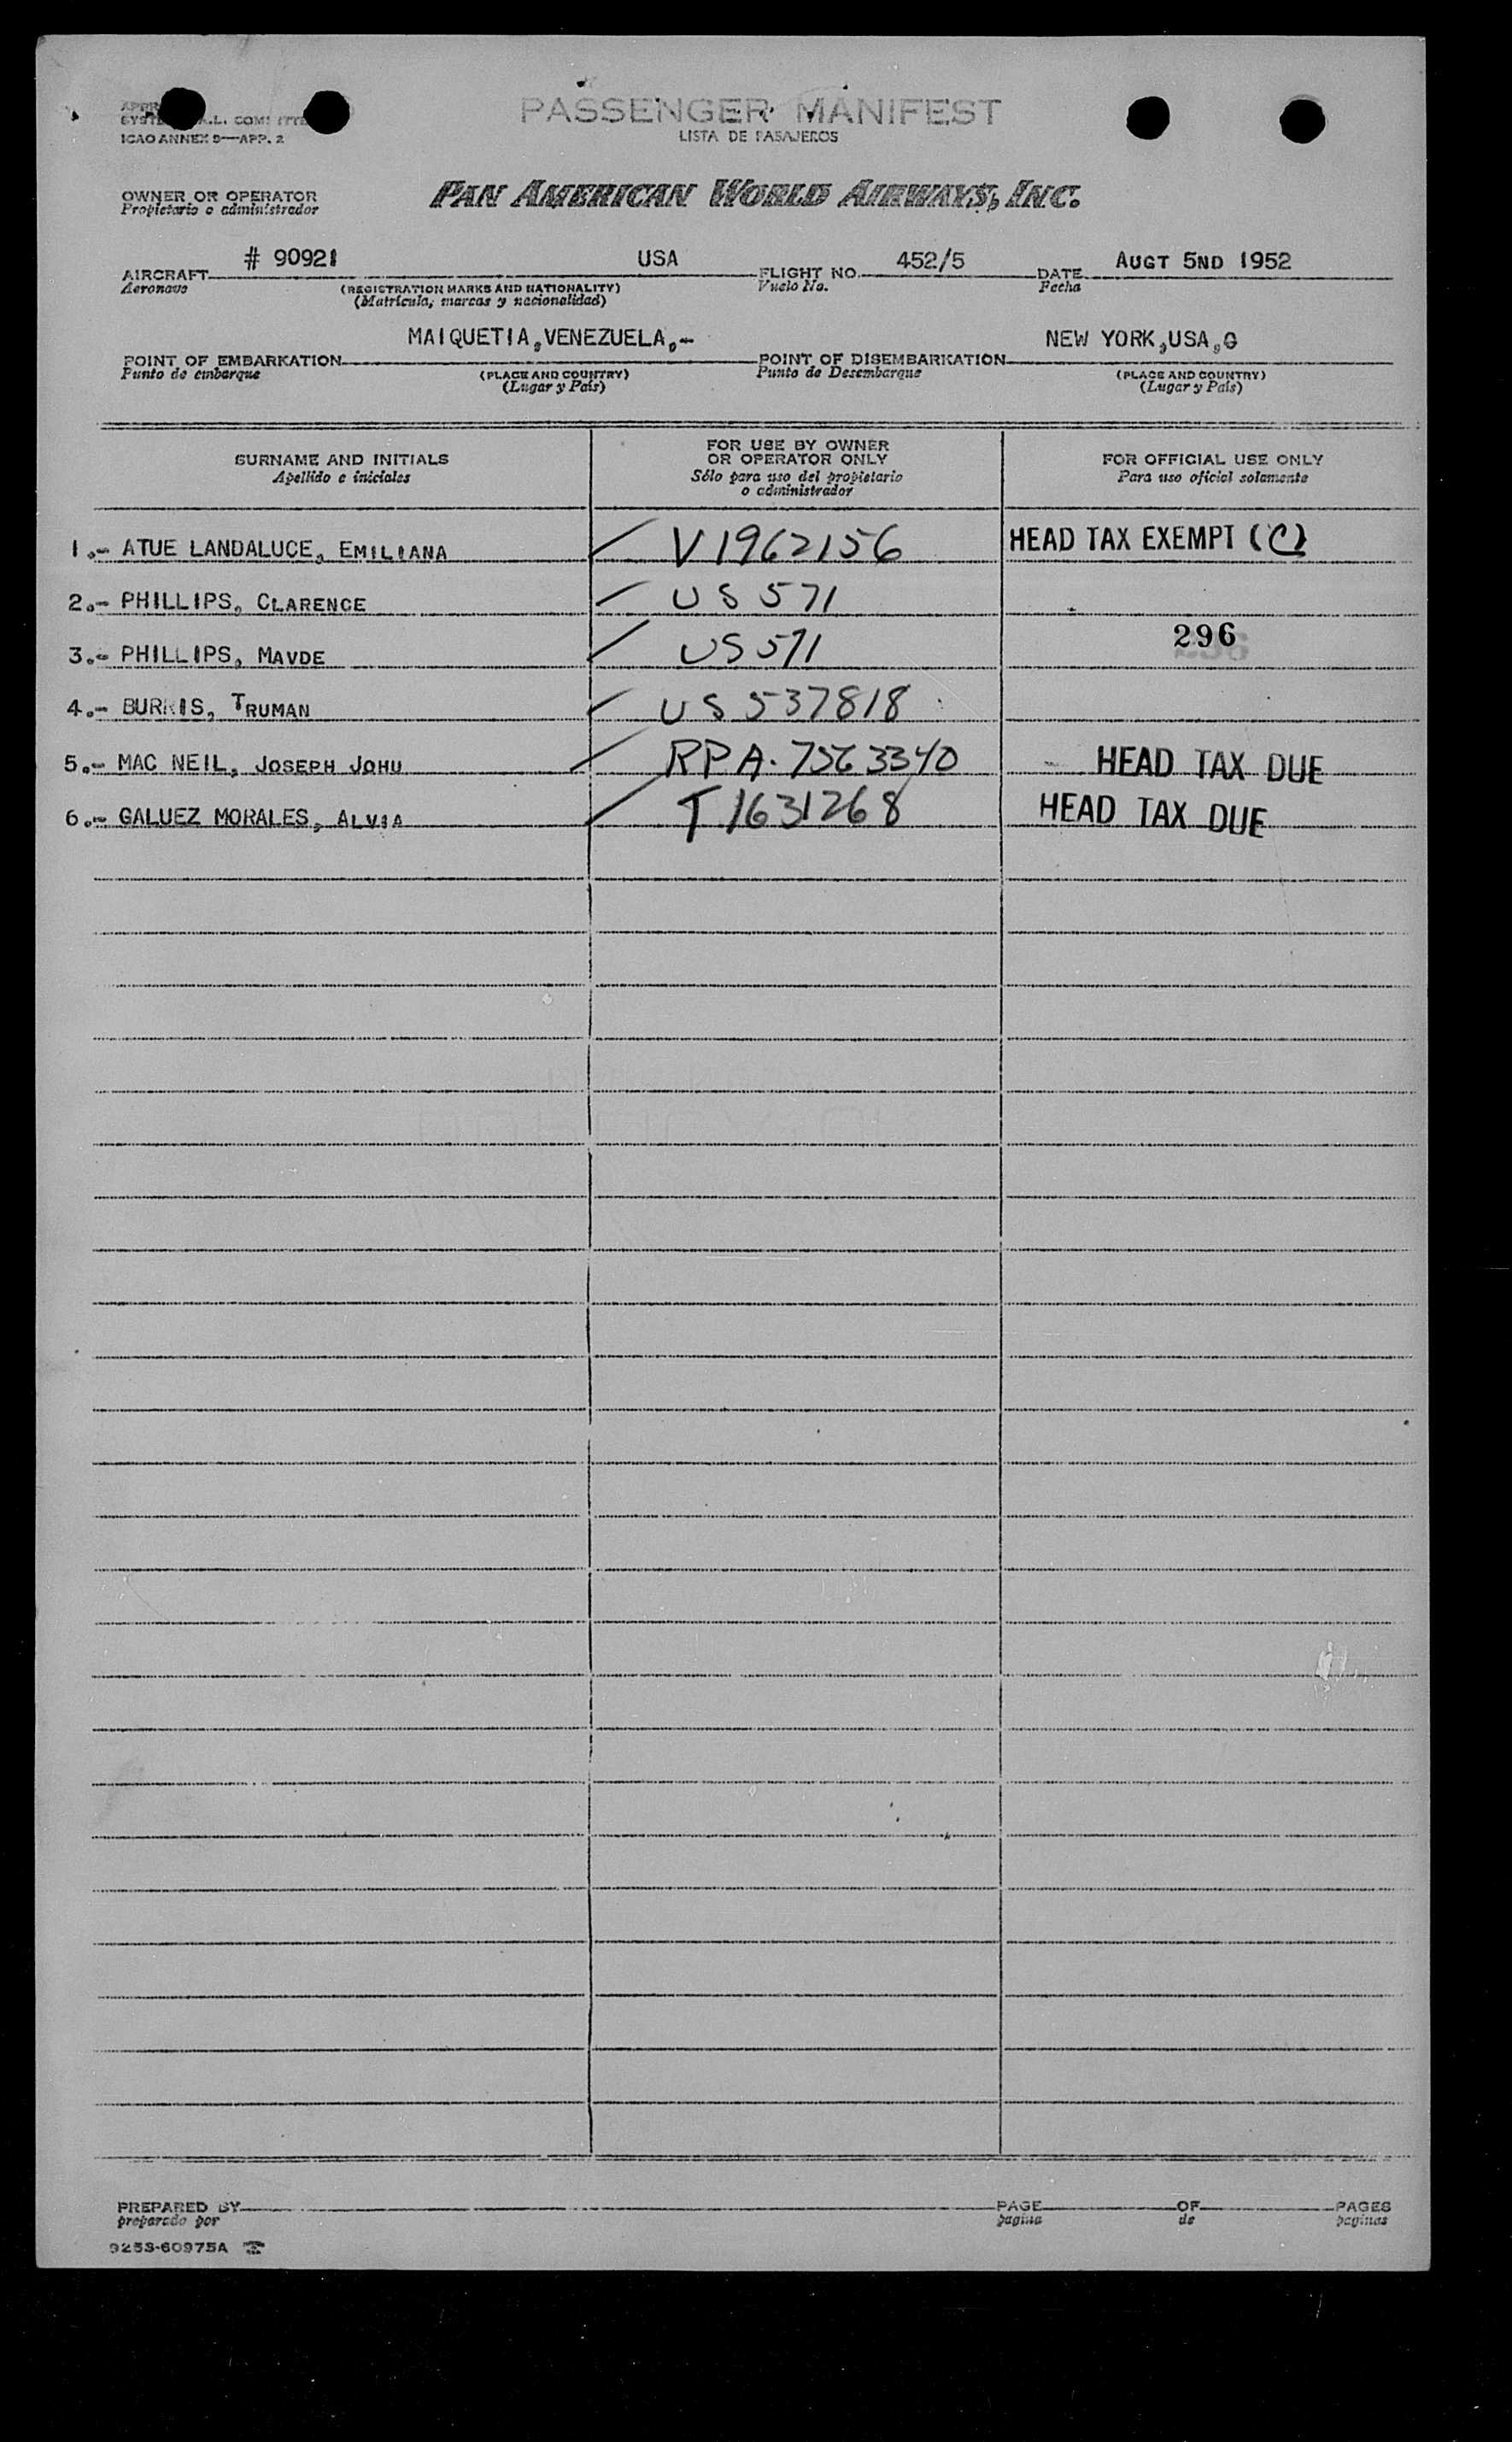 PASSENGER MANIFEST
LISTA DE PASAJEROS
ICAO ANNEX 9—APP. 2
OWNER OR OPERATOR
Propietario o administrador
PAN AMERICAN WORLD AIRWAYS, INC.
# 90921 USA 452/5 AUGT 5ND 1952
AIRCRAFT FLIGHT NO. DATE
Aeronave (REGISTRATION MARKS AND NATIONALITY) Vuelo No. Fecha
(Matrícula, marcas y nacionalidad)
MAIQUETIA,VENEZUELA,- NEW YORK,USA,O
POINT OF EMBARKATION POINT OF DISEMBARKATION
Punto de embarque (PLACE AND COUNTRY) Punto de Desembarque (PLACE AND COUNTRY)
(Lugar y País) (Lugar y País)
SURNAME AND INITIALS
Apellido e iniciales
FOR USE BY OWNER
OR OPERATOR ONLY
Sólo para uso del propietario
o administrador
FOR OFFICIAL USE ONLY
Para uso oficial solamente
1.- ATUE LANDALUCE, EMILIANA V1962156 HEAD TAX EXEMPT (C)
2.- PHILLIPS, CLARENCE US 571
3.- PHILLIPS, MAVDE US 571 296
4.- BURRIS, TRUMAN US 537818
5.- MAC NEIL, JOSEPH JOHU RPA. 7563340 HEAD TAX DUE
6.- GALUEZ MORALES, ALVIA T1631268 HEAD TAX DUE
PREPARED BY PAGE OF PAGES
preparado por pagina de paginas
9253-60975A